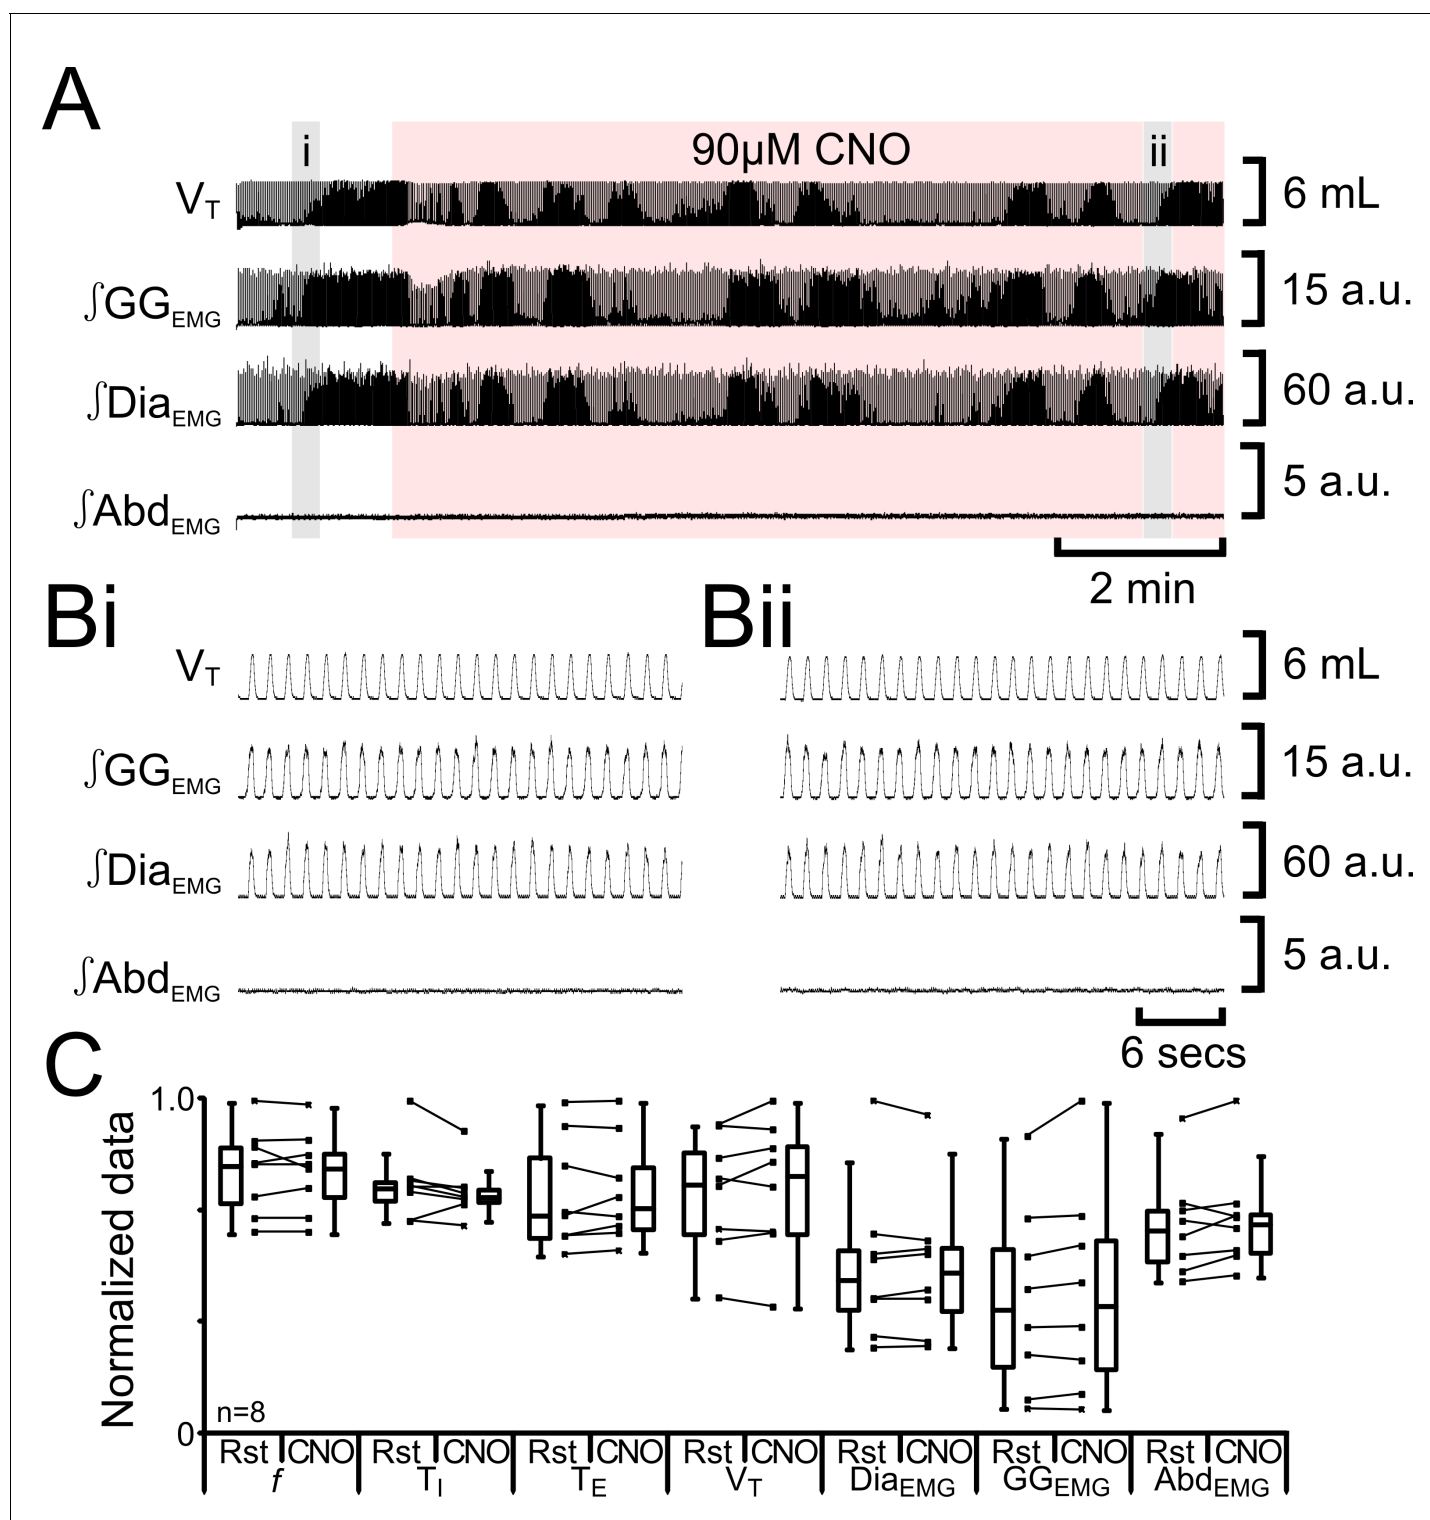 A
i 90μM CNO ii
V_T 6 mL
∫GG_EMG 15 a.u.
∫Dia_EMG 60 a.u.
∫Abd_EMG 5 a.u.
2 min
Bi Bii
V_T 6 mL
∫GG_EMG 15 a.u.
∫Dia_EMG 60 a.u.
∫Abd_EMG 5 a.u.
6 secs
C
Normalized data
1.0
n=8
0
Rst CNO Rst CNO Rst CNO Rst CNO Rst CNO Rst CNO Rst CNO
f T_I T_E V_T Dia_EMG GG_EMG Abd_EMG